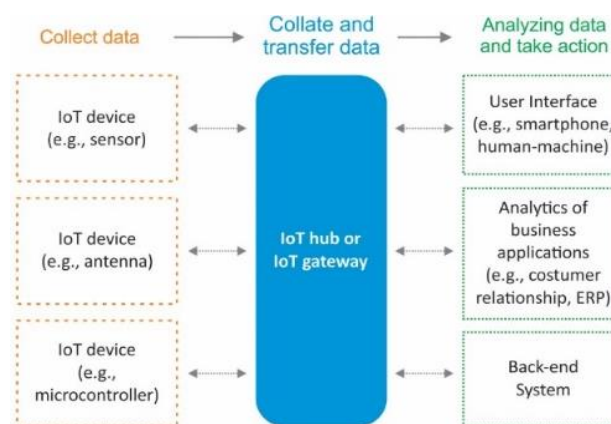 Collect data
Collate and
transfer data
Analyzing data
and take action
IoT device
(e.g., sensor)
IoT device
(e.g., antenna)
IoT device
(e.g.,
microcontroller)
IoT hub or
IoT gateway
User Interface
(e.g., smartphone,
human-machine)
Analytics of
business
applications
(e.g., costumer
relationship, ERP)
Back-end
System